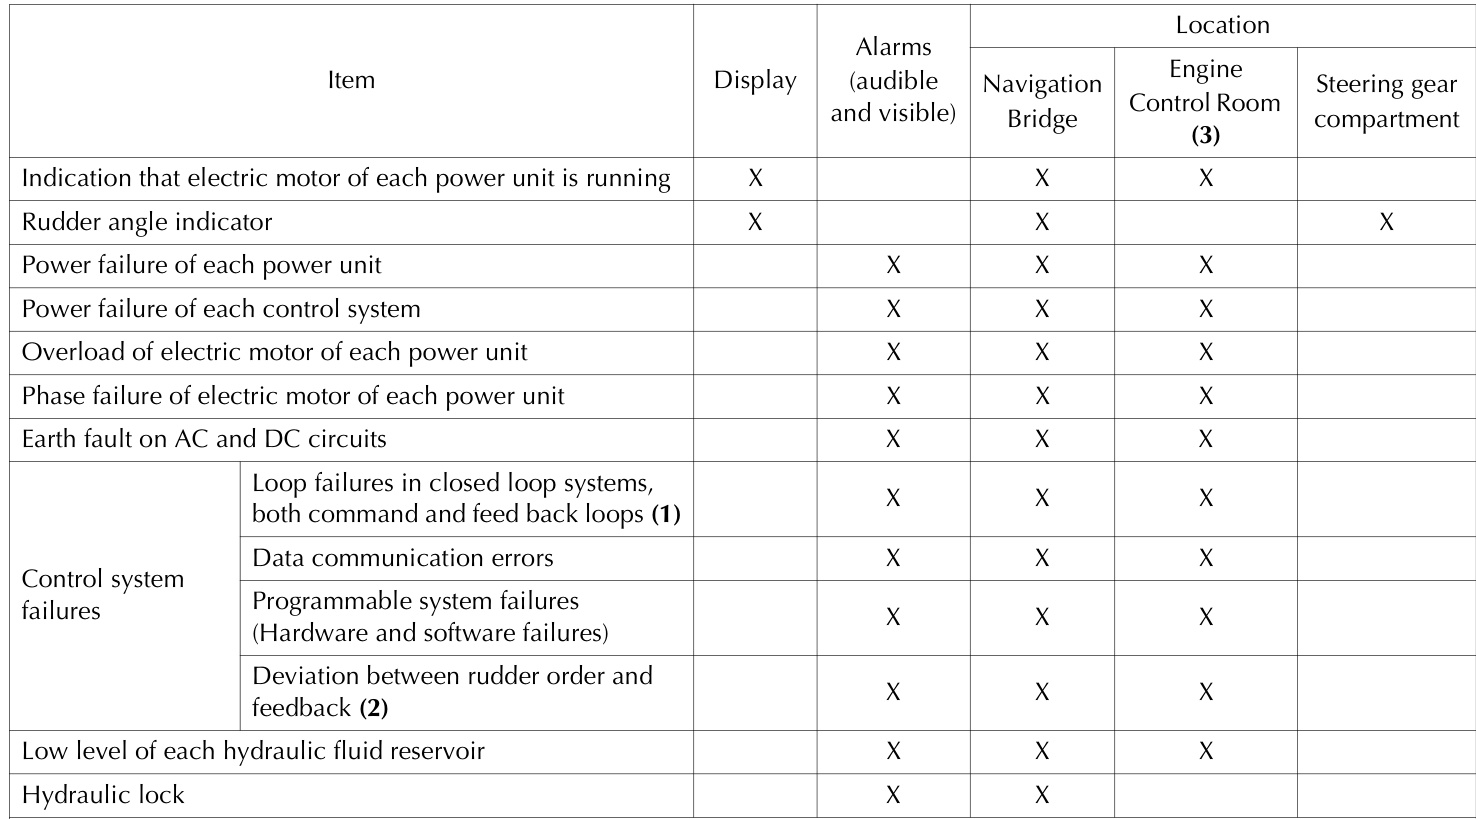 Item
Display
Alarms
(audible
and visible)
Location
Navigation
Bridge
Engine
Control Room
(3)
Steering gear
compartment
Indication that electric motor of each power unit is running X X X
Rudder angle indicator X X X
Power failure of each power unit X X X
Power failure of each control system X X X
Overload of electric motor of each power unit X X X
Phase failure of electric motor of each power unit X X X
Earth fault on AC and DC circuits X X X
Control system
failures
Loop failures in closed loop systems,
both command and feed back loops (1) X X X
Data communication errors X X X
Programmable system failures
(Hardware and software failures) X X X
Deviation between rudder order and
feedback (2) X X X
Low level of each hydraulic fluid reservoir X X X
Hydraulic lock X X